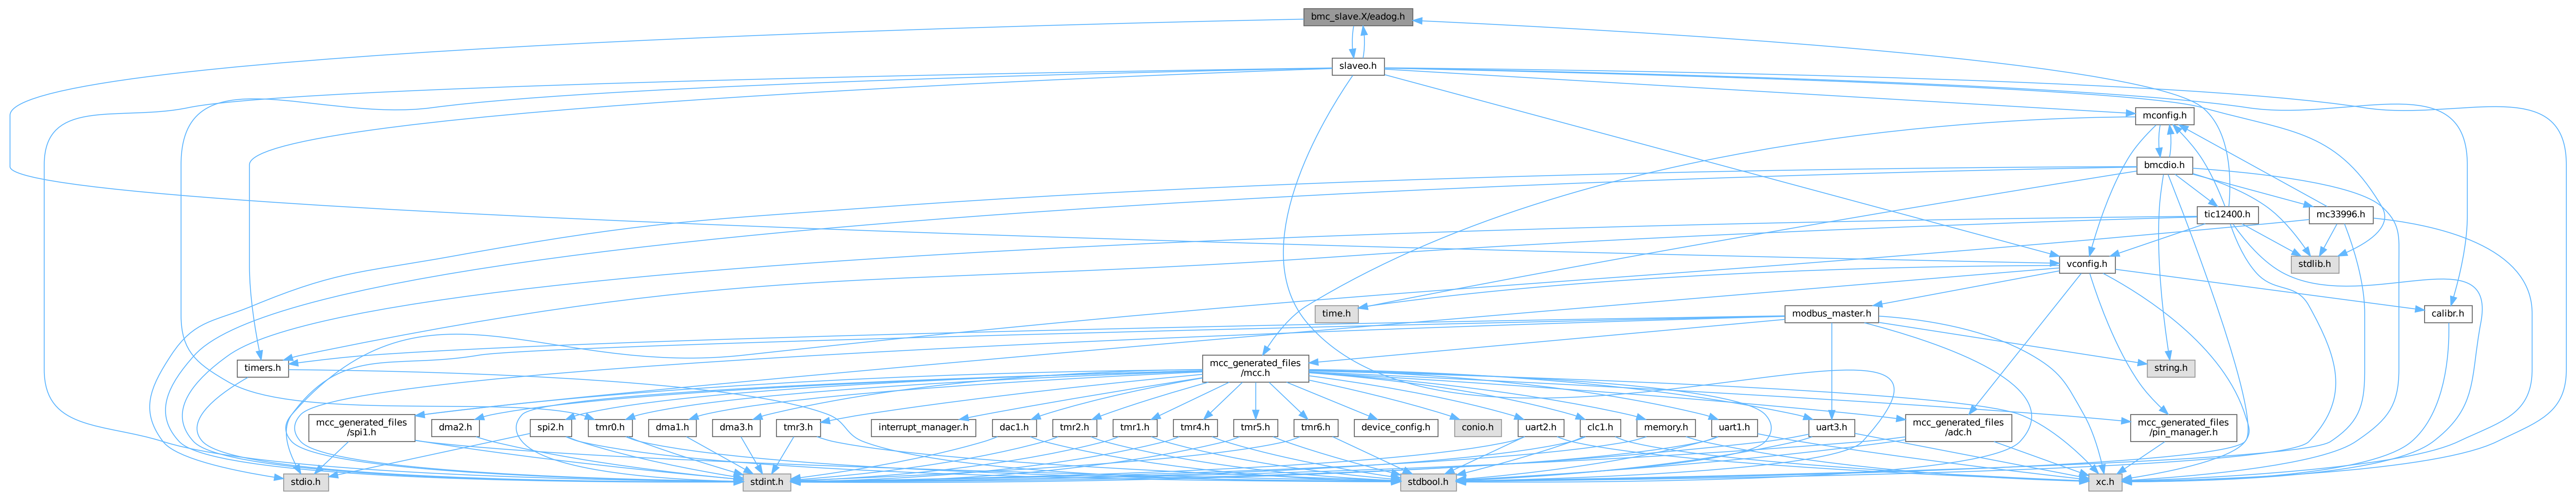 bmc_slave.X/eadog.h
slaveo.h
mconfig.h
bmcdio.h
tic12400.h
mc33996.h
vconfig.h
stdlib.h
time.h
modbus_master.h
calibr.h
timers.h
mcc_generated_files
/mcc.h
string.h
mcc_generated_files
/spi1.h
dma2.h
spi2.h
tmr0.h
dma1.h
dma3.h
tmr3.h
interrupt_manager.h
dac1.h
tmr2.h
tmr1.h
tmr4.h
tmr5.h
tmr6.h
device_config.h
conio.h
uart2.h
clc1.h
memory.h
uart1.h
uart3.h
mcc_generated_files
/adc.h
mcc_generated_files
/pin_manager.h
stdio.h
stdint.h
stdbool.h
xc.h